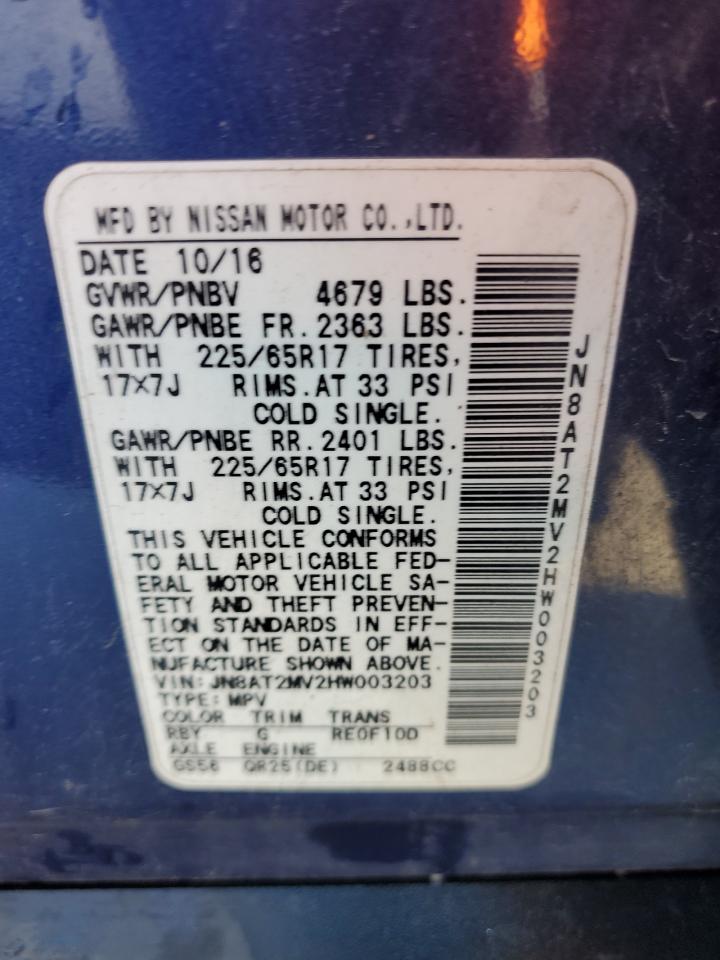 MFD BY NISSAN MOTOR CO.,LTD.
DATE 10/16
GVWR/PNBV 4679 LBS.
GAWR/PNBE FR. 2363 LBS.
WITH 225/65R17 TIRES,
17×7J RIMS. AT 33 PSI
COLD SINGLE.
GAWR/PNBE RR. 2401 LBS.
WITH 225/65R17 TIRES,
17×7J RIMS. AT 33 PSI
COLD SINGLE.
THIS VEHICLE CONFORMS
TO ALL APPLICABLE FED-
ERAL MOTOR VEHICLE SA-
FETY AND THEFT PREVEN-
TION STANDARDS IN EFF-
ECT ON THE DATE OF MA-
NUFACTURE SHOWN ABOVE.
VIN: JN8AT2MV2HW003203
TYPE: MPV
COLOR TRIM TRANS
RBY G RE0F10D
AXLE ENGINE
GS56 QR25(DE) 2488CC
JN8AT2MV2HW003203